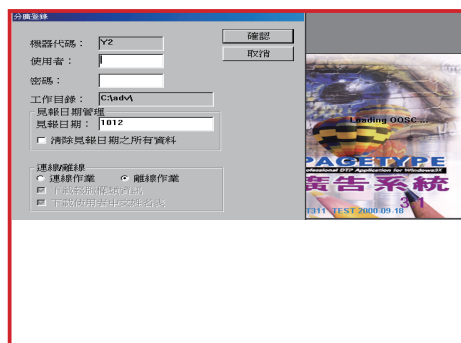 分廣登錄
機器代碼： Y2
確認
使用者：
取消
密碼：
工作目錄： C:\adv\
見報日期管理
見報日期： 1012
清除見報日期之所有資料
連線/離線
連線作業 離線作業
Loading OOSC...
PAGETYPE
Professional DTP Application for Windows3X
廣告系統
3.1
T311 TEST 2000-09-18